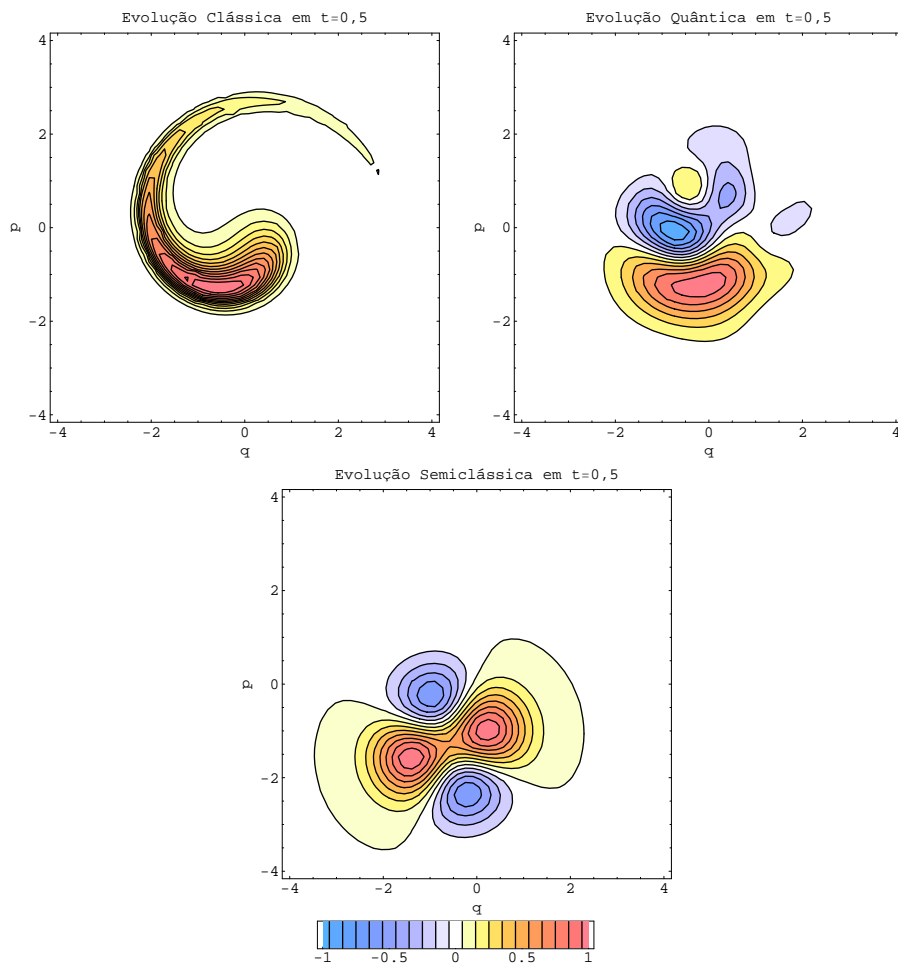 Evolução Clássica em t=0,5
4
2
0
−2
−4
p
−4 −2 0 2 4
q
Evolução Quântica em t=0,5
4
2
0
−2
−4
p
−4 −2 0 2 4
q
Evolução Semiclássica em t=0,5
4
2
0
−2
−4
p
−4 −2 0 2 4
q
-1 -0.5 0 0.5 1